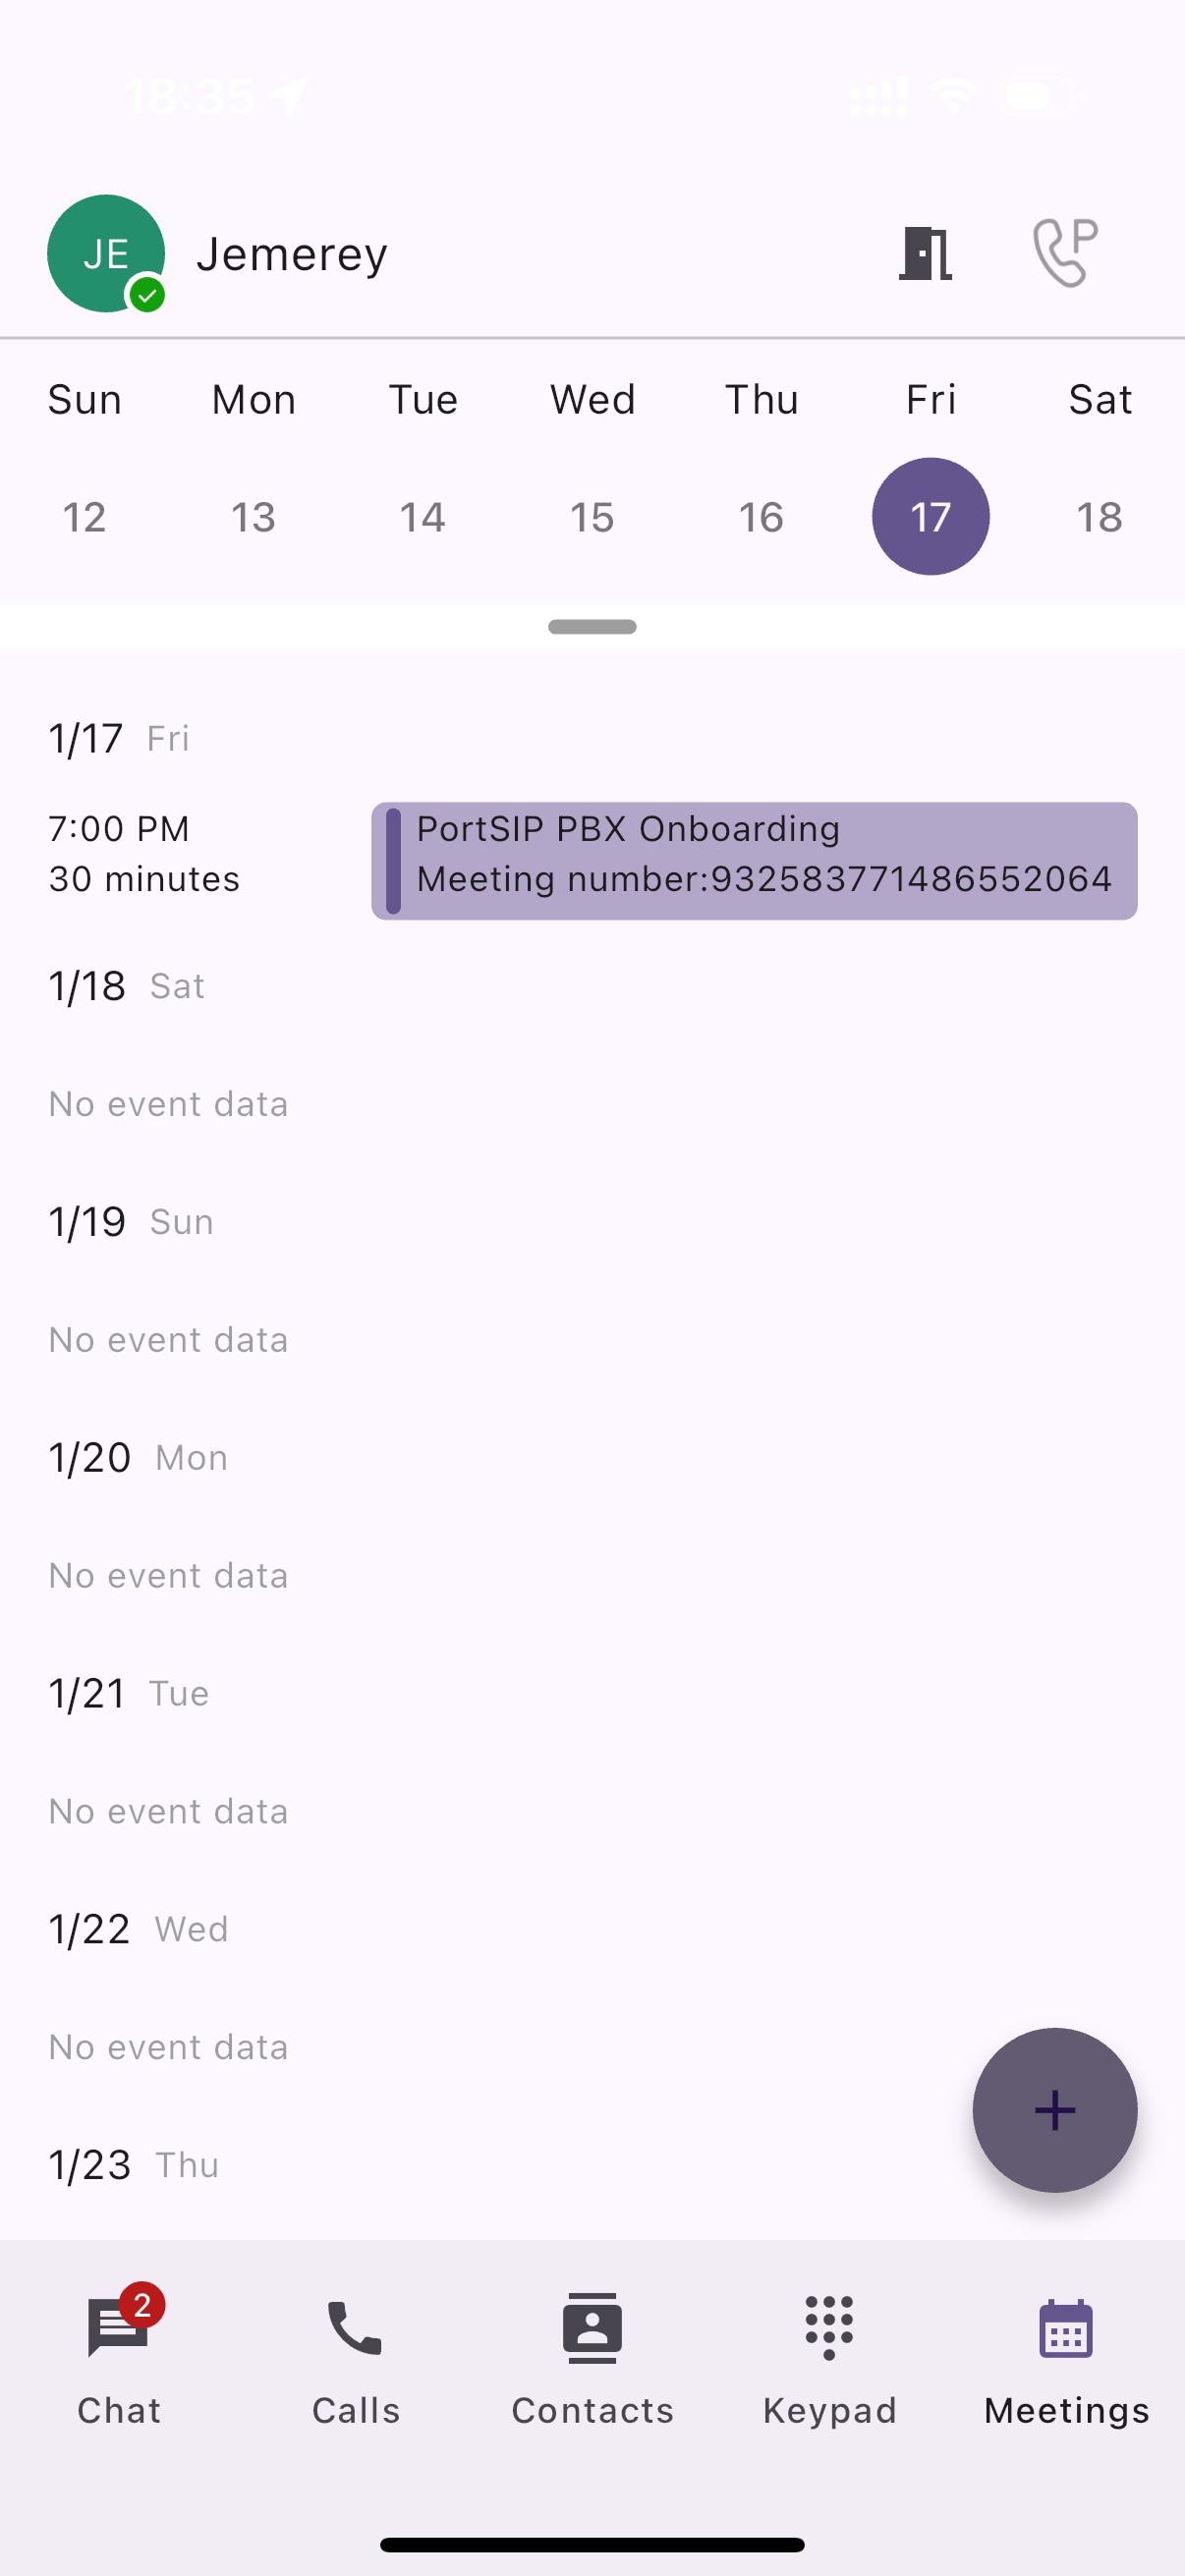 18:35
JE
Jemerey
P
Sun Mon Tue Wed Thu Fri Sat
12 13 14 15 16 17 18
1/17 Fri
7:00 PM
30 minutes
PortSIP PBX Onboarding
Meeting number:932583771486552064
1/18 Sat
No event data
1/19 Sun
No event data
1/20 Mon
No event data
1/21 Tue
No event data
1/22 Wed
No event data
1/23 Thu
2
Chat Calls Contacts Keypad Meetings